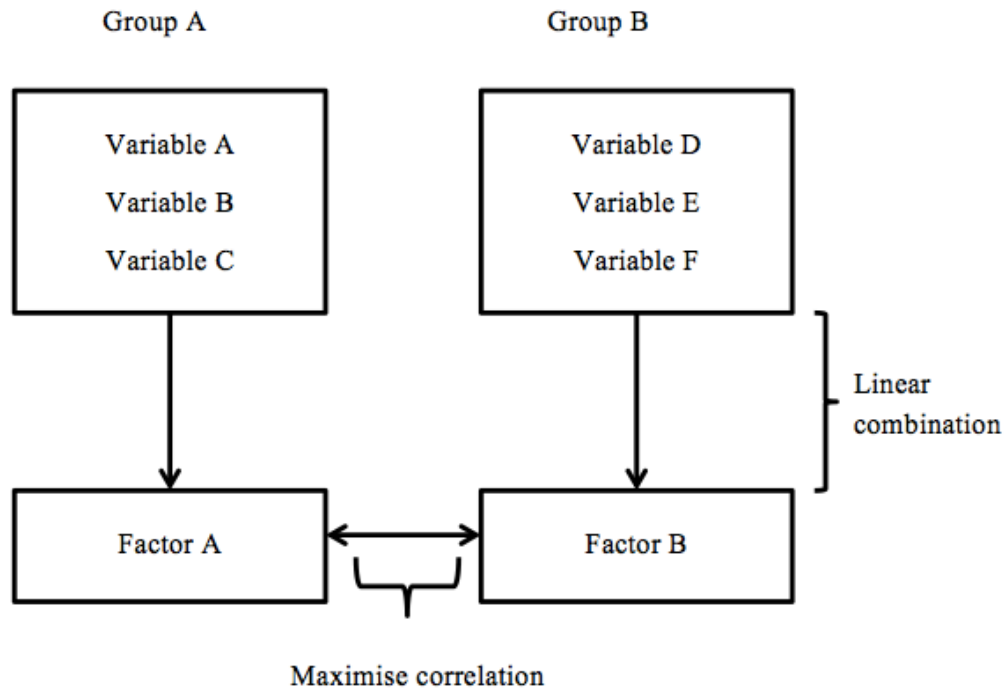 Group A
Group B
Variable A
Variable B
Variable C
Variable D
Variable E
Variable F
Linear
combination
Factor A
Factor B
Maximise correlation